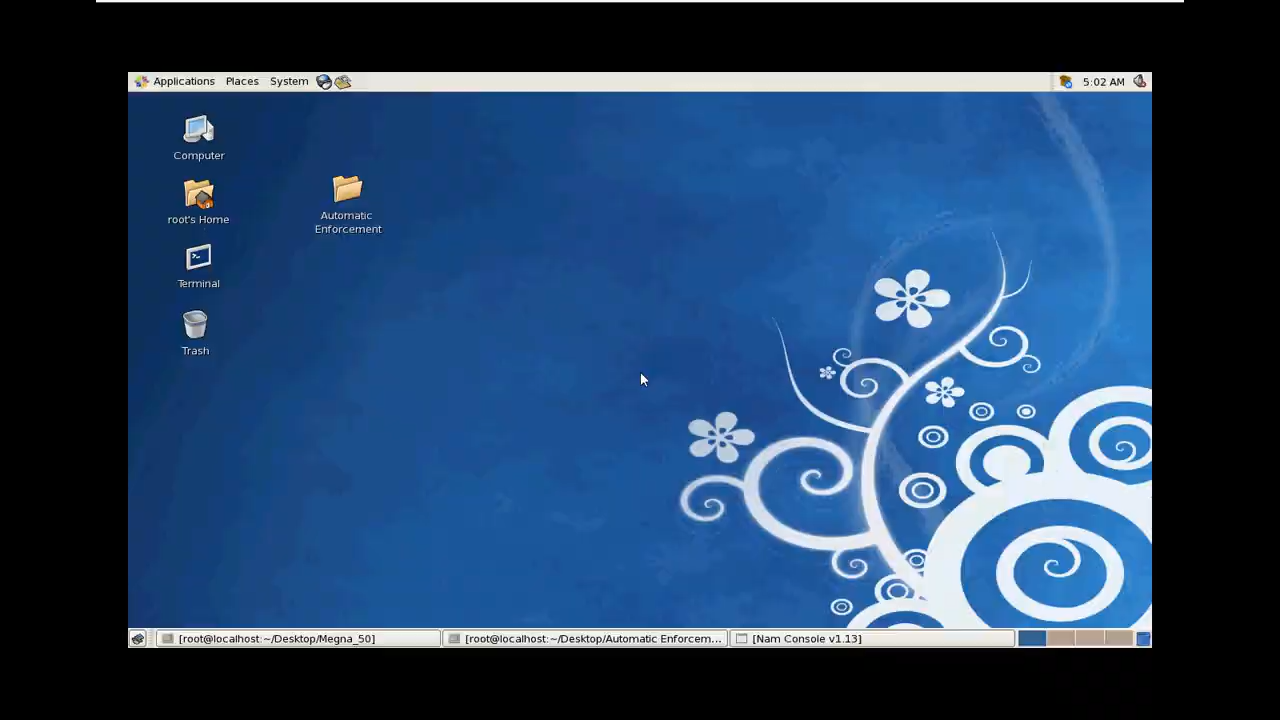 Applications Places System
5:02 AM
Computer
root's Home
Automatic
Enforcement
Terminal
Trash
[root@localhost:~/Desktop/Megna_50]
[root@localhost:~/Desktop/Automatic Enforcem...
[Nam Console v1.13]